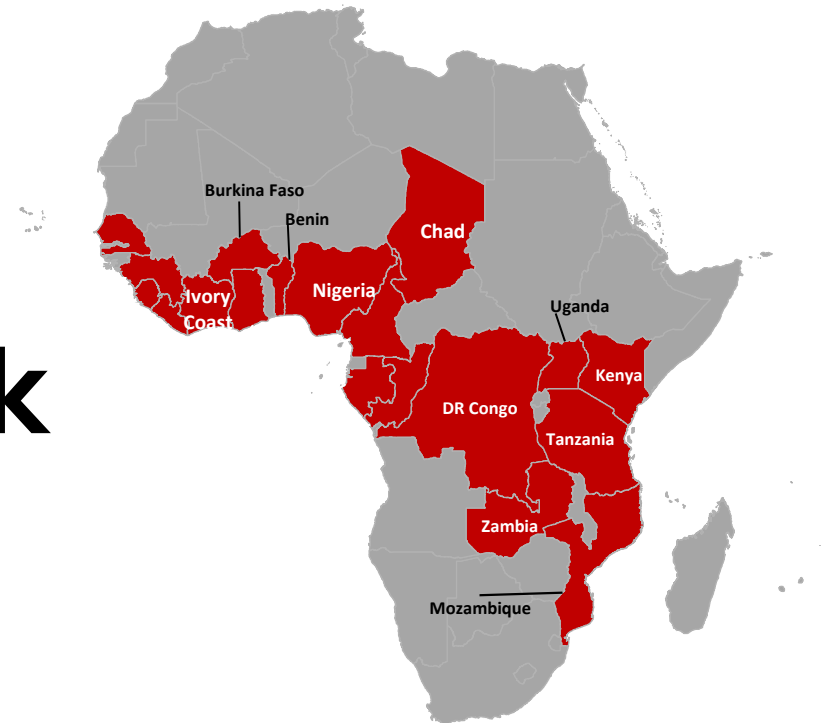 Burkina Faso
Benin
Chad
Nigeria
Ivory
Coast
Uganda
Kenya
k
DR Congo
Tanzania
Zambia
Mozambique